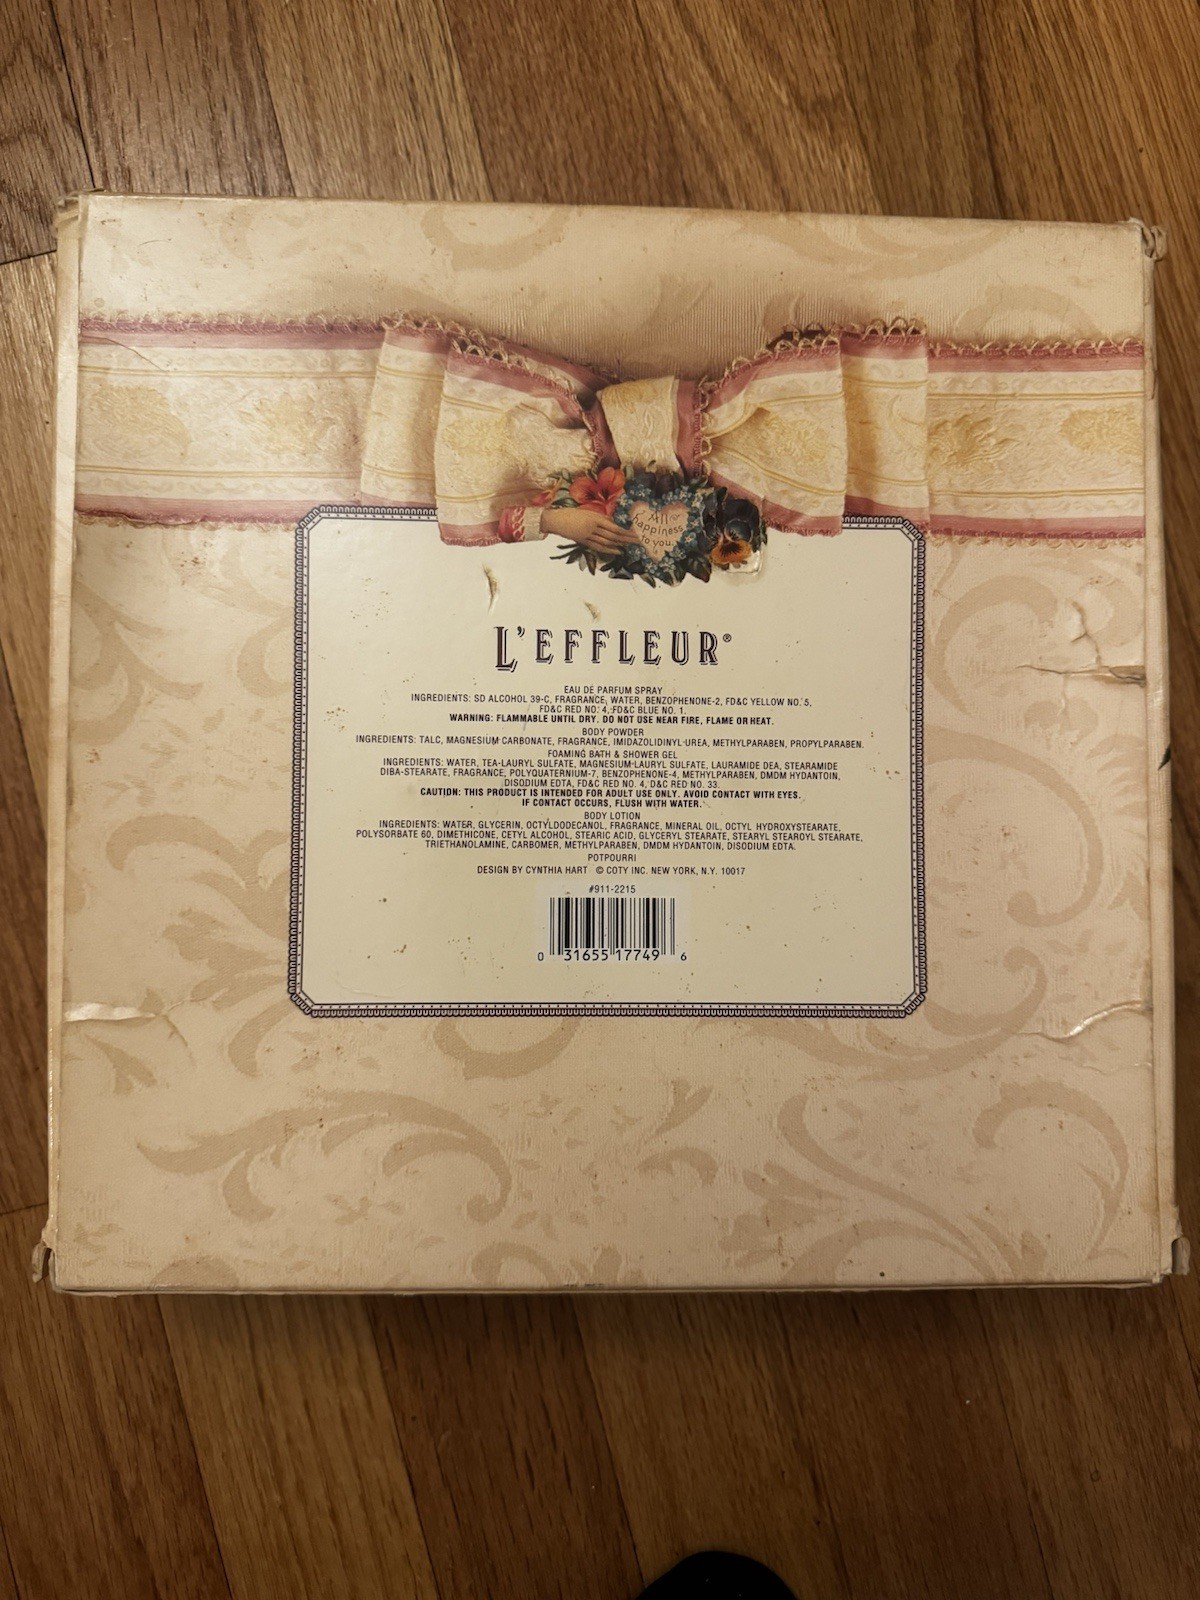 All
happiness
to you.
L'EFFLEUR®
EAU DE PARFUM SPRAY
INGREDIENTS: SD ALCOHOL 39-C, FRAGRANCE, WATER, BENZOPHENONE-2, FD&C YELLOW NO. 5,
FD&C RED NO. 4, FD&C BLUE NO. 1.
WARNING: FLAMMABLE UNTIL DRY. DO NOT USE NEAR FIRE, FLAME OR HEAT.
BODY POWDER
INGREDIENTS: TALC, MAGNESIUM CARBONATE, FRAGRANCE, IMIDAZOLIDINYL UREA, METHYLPARABEN, PROPYLPARABEN.
FOAMING BATH & SHOWER GEL
INGREDIENTS: WATER, TEA-LAURYL SULFATE, MAGNESIUM LAURYL SULFATE, LAURAMIDE DEA, STEARAMIDE
DIBA-STEARATE, FRAGRANCE, POLYQUATERNIUM-7, BENZOPHENONE-4, METHYLPARABEN, DMDM HYDANTOIN,
DISODIUM EDTA, FD&C RED NO. 4, D&C RED NO. 33.
CAUTION: THIS PRODUCT IS INTENDED FOR ADULT USE ONLY. AVOID CONTACT WITH EYES.
IF CONTACT OCCURS, FLUSH WITH WATER.
BODY LOTION
INGREDIENTS: WATER, GLYCERIN, OCTYLDODECANOL, FRAGRANCE, MINERAL OIL, OCTYL HYDROXYSTEARATE,
POLYSORBATE 60, DIMETHICONE, CETYL ALCOHOL, STEARIC ACID, GLYCERYL STEARATE, STEARYL STEAROYL STEARATE,
TRIETHANOLAMINE, CARBOMER, METHYLPARABEN, DMDM HYDANTOIN, DISODIUM EDTA.
POTPOURRI
DESIGN BY CYNTHIA HART © COTY INC. NEW YORK, N.Y. 10017
#911-2215
0 31655 17749 6